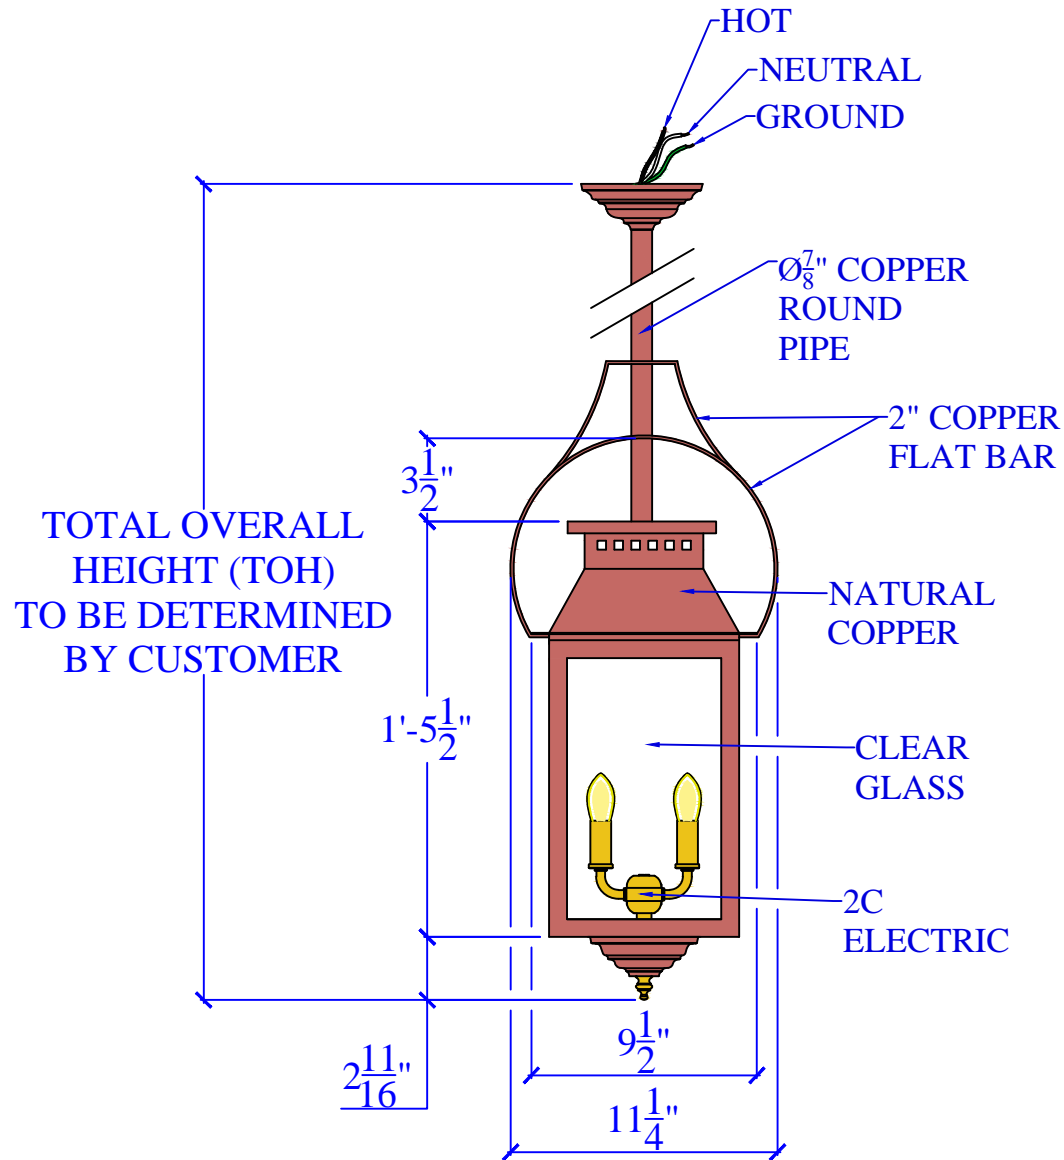 HOT
NEUTRAL
GROUND
Ø7/8" COPPER
ROUND
PIPE
2" COPPER
FLAT BAR
3 1/2"
TOTAL OVERALL
HEIGHT (TOH)
TO BE DETERMINED
BY CUSTOMER
NATURAL
COPPER
1'-5 1/2"
CLEAR
GLASS
2C
ELECTRIC
9 1/2"
2 11/16"
11 1/4"